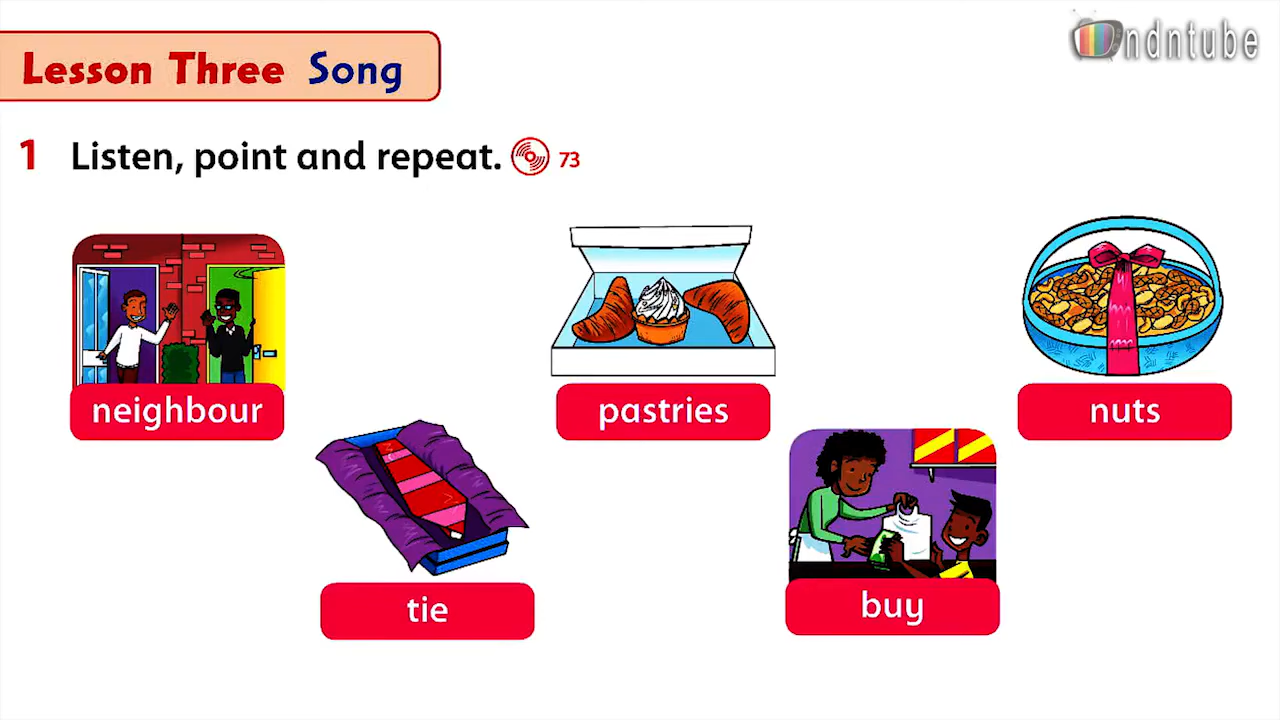 ndntube
Lesson Three Song
1 Listen, point and repeat. 73
neighbour
pastries
nuts
tie
buy